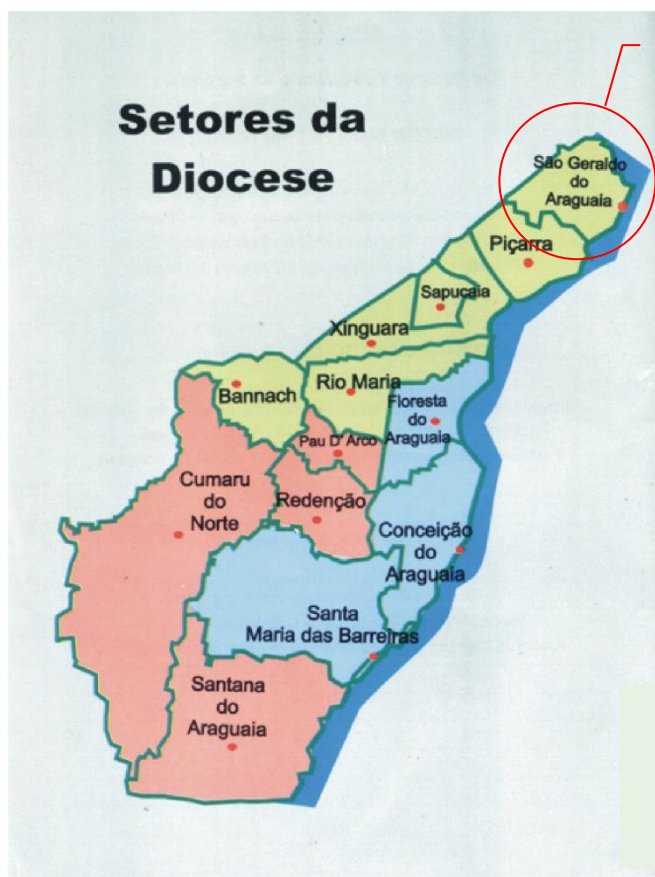 Setores da
Diocese
São Geraldo
do
Araguaia
Piçarra
Sapucaia
Xinguara
Rio Maria
Bannach
Floresta
do
Araguaia
Pau D' Arco
Cumaru
do
Norte
Redenção
Conceição
do
Araguaia
Santa
Maria das Barreiras
Santana
do
Araguaia